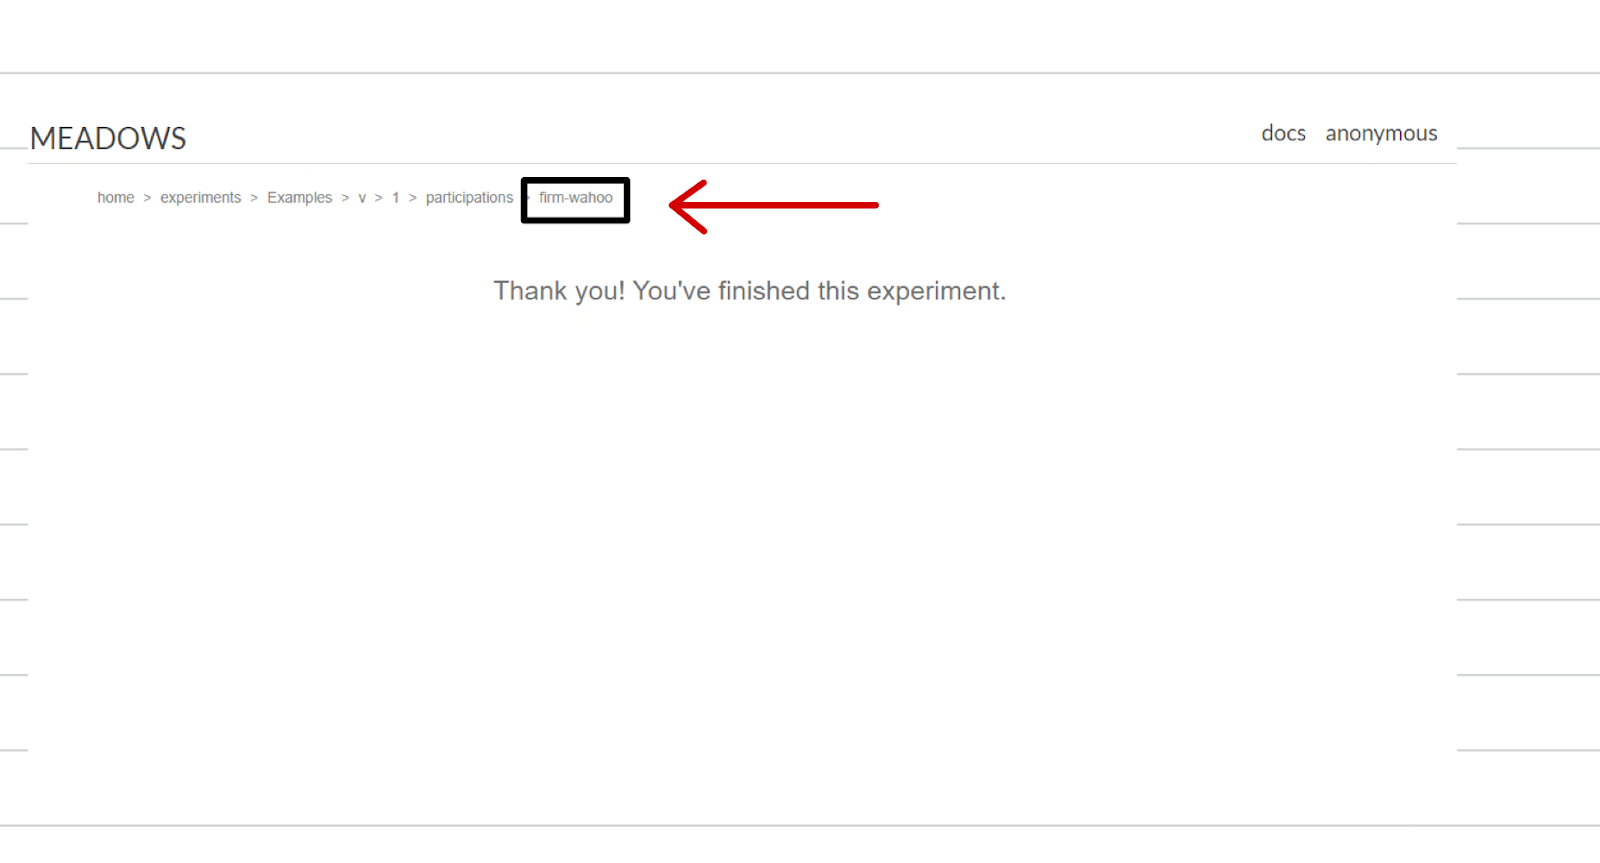 MEADOWS
docs anonymous
home > experiments > Examples > v > 1 > participations firm-wahoo
Thank you! You've finished this experiment.